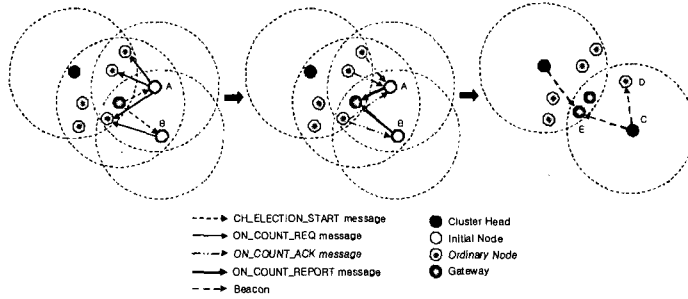 A
B
A
B
D
C
E
CH_ELECTION_START message
ON_COUNT_REQ message
ON_COUNT_ACK message
ON_COUNT_REPORT message
Beacon
Cluster Head
Initial Node
Ordinary Node
Gateway